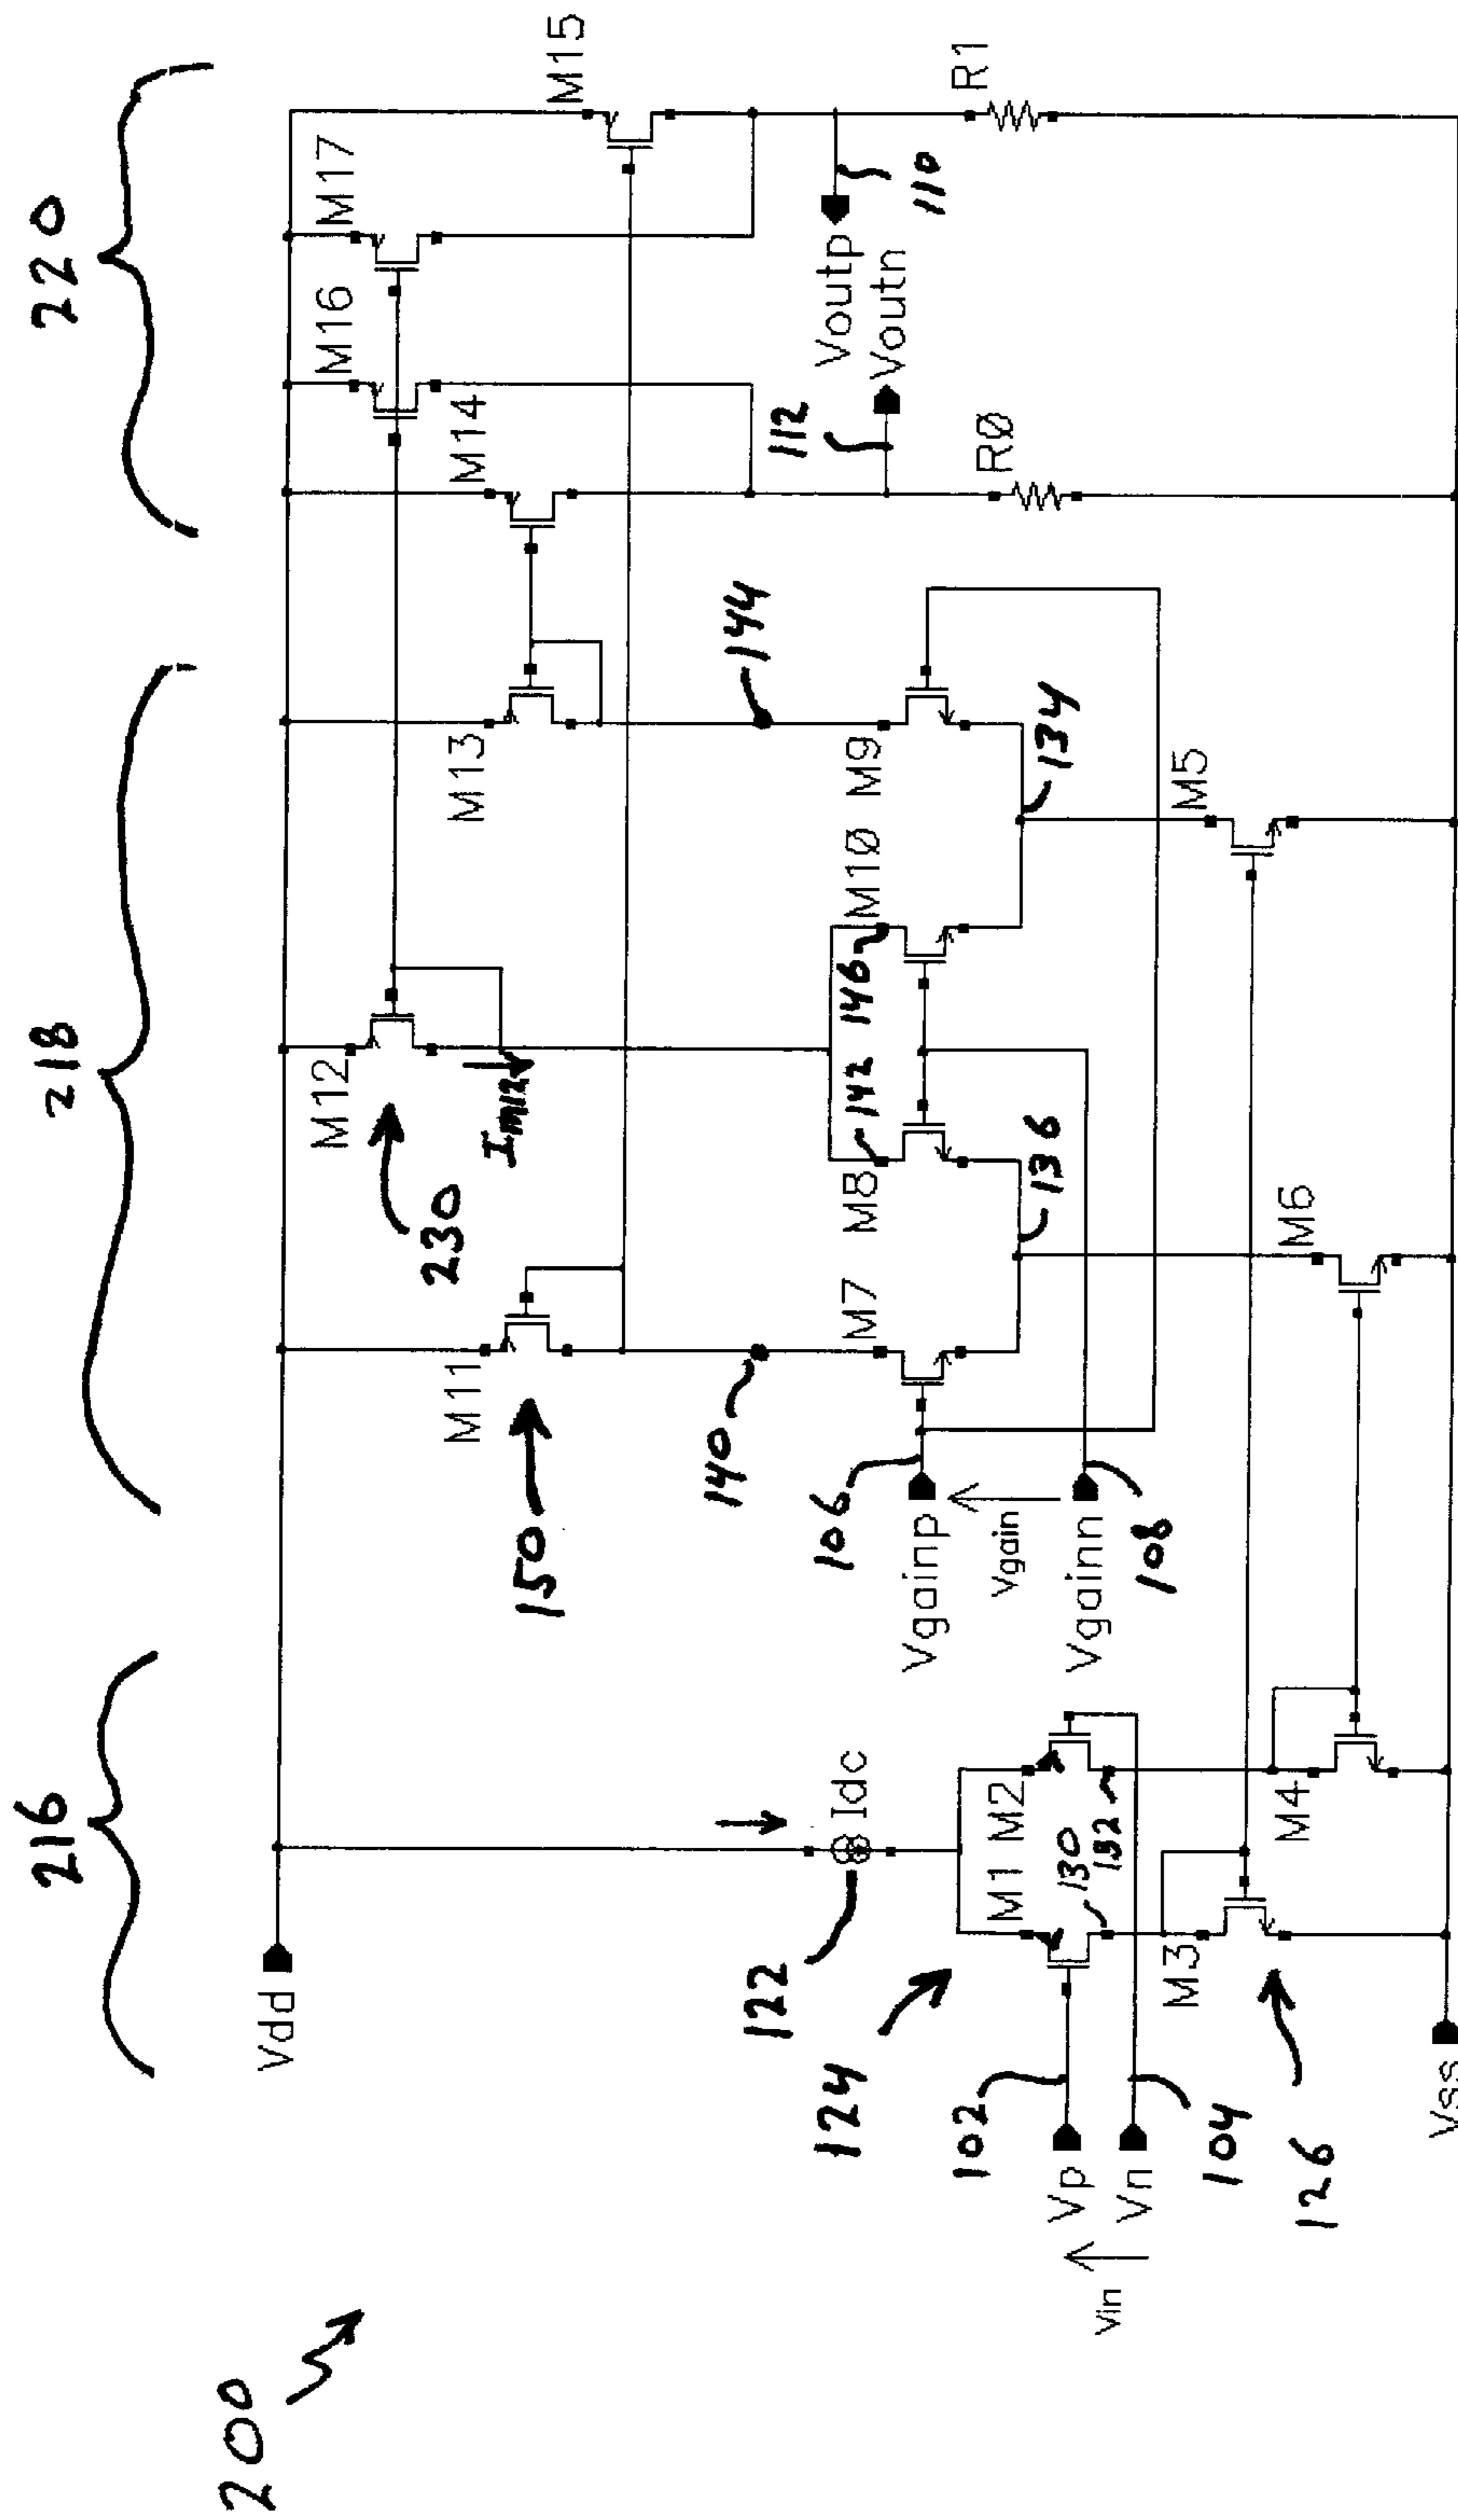 216
218
220
200
Vdd
M12
M16
M17
230
M11
M13
M14
M15
Im12
150
140
144
122
112
124
Idc
106
142
146
Vgainp
M7
M8
M10
M9
Voutp
Voutn
110
102
M1
M2
R0
R1
Vgain
130
132
136
134
Vp
Vgainn
Vin
Vn
108
104
M3
M5
126
M4
M6
Vss